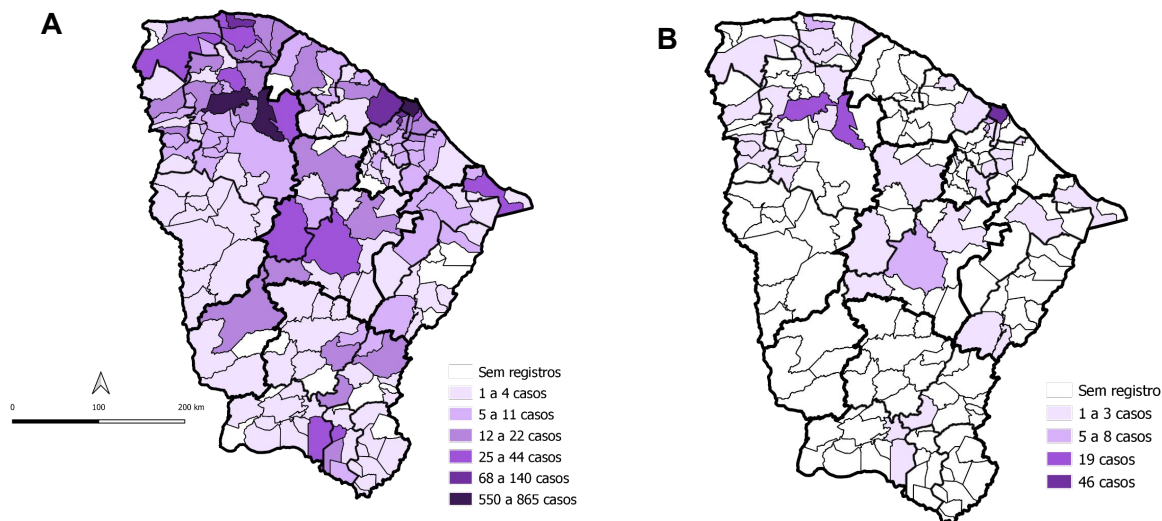 A
B
Sem registros
1 a 4 casos
5 a 11 casos
12 a 22 casos
25 a 44 casos
68 a 140 casos
550 a 865 casos
0 100 200 km
Sem registro
1 a 3 casos
5 a 8 casos
19 casos
46 casos